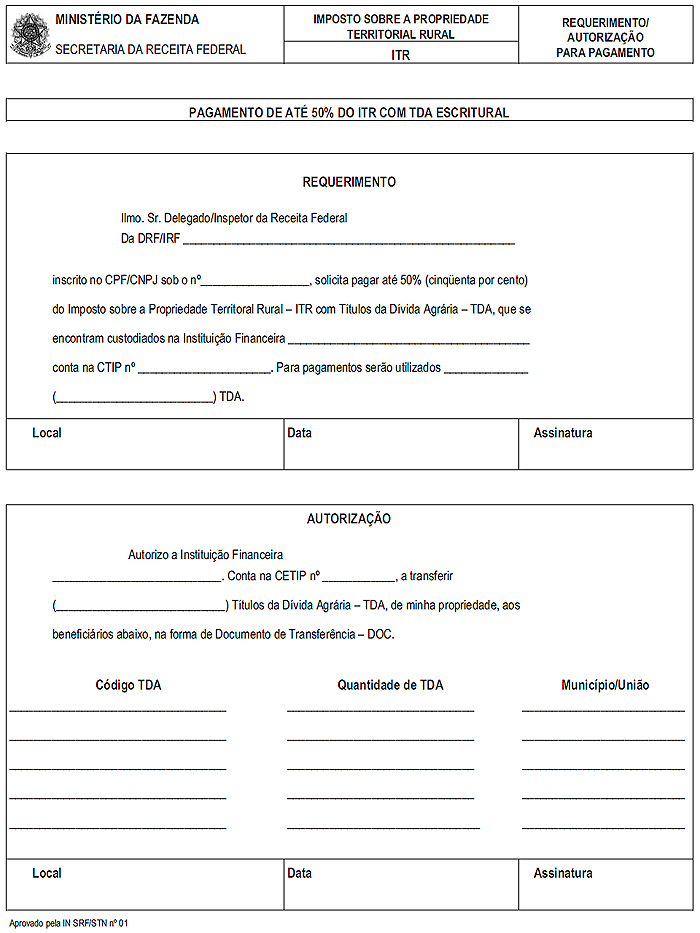 MINISTÉRIO DA FAZENDA
SECRETARIA DA RECEITA FEDERAL
IMPOSTO SOBRE A PROPRIEDADE
TERRITORIAL RURAL
ITR
REQUERIMENTO/
AUTORIZAÇÃO
PARA PAGAMENTO
PAGAMENTO DE ATÉ 50% DO ITR COM TDA ESCRITURAL
REQUERIMENTO
Ilmo. Sr. Delegado/Inspetor da Receita Federal
Da DRF/IRF ___________________________________________________
inscrito no CPF/CNPJ sob o nº_________________, solicita pagar até 50% (cinqüenta por cento)
do Imposto sobre a Propriedade Territoral Rural – ITR com Títulos da Dívida Agrária – TDA, que se
encontram custodiados na Instituição Financeira _____________________________________
conta na CTIP nº ____________________. Para pagamentos serão utilizados _____________
(________________________) TDA.
Local Data Assinatura
AUTORIZAÇÃO
Autorizo a Instituição Financeira
__________________________. Conta na CETIP nº ___________, a transferir
(__________________________) Títulos da Dívida Agrária – TDA, de minha propriedade, aos
beneficiários abaixo, na forma de Documento de Transferência – DOC.
Código TDA Quantidade de TDA Município/União
Local Data Assinatura
Aprovado pela IN SRF/STN nº 01